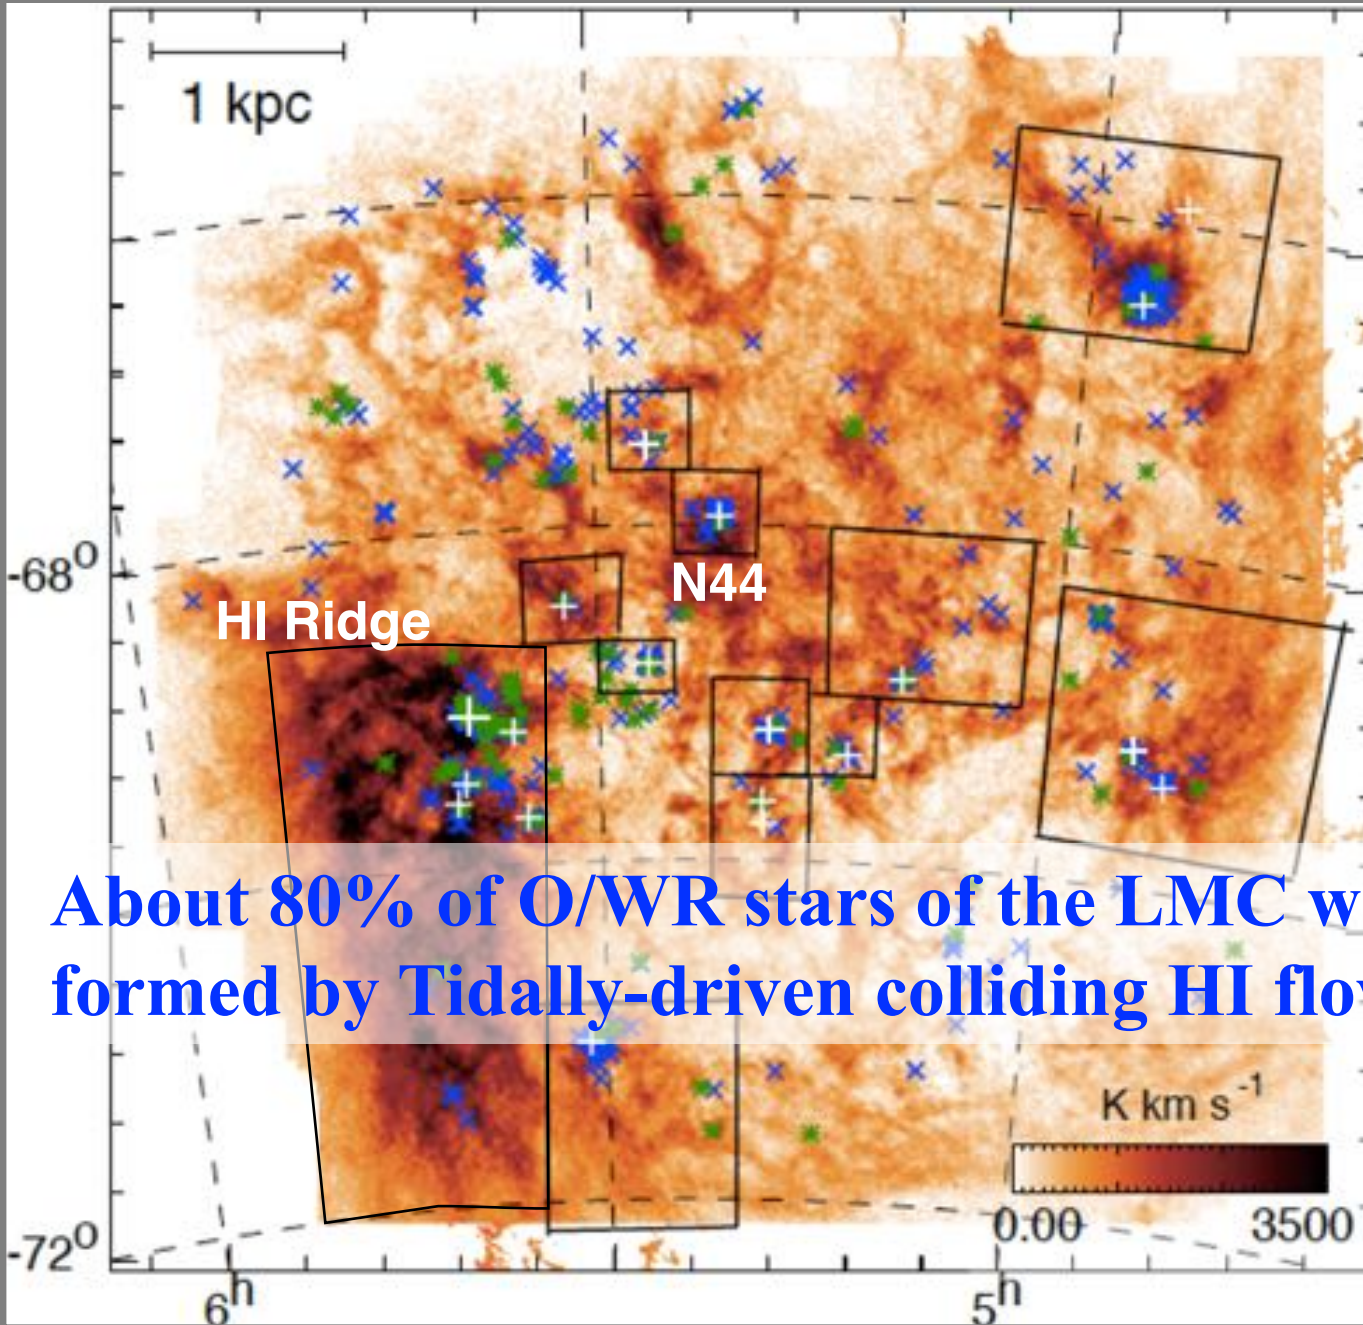 1 kpc
-68°
N44
HI Ridge
About 80% of O/WR stars of the LMC
formed by Tidally-driven colliding HI
K km s -1
0.00 3500
-72°
6h 5h